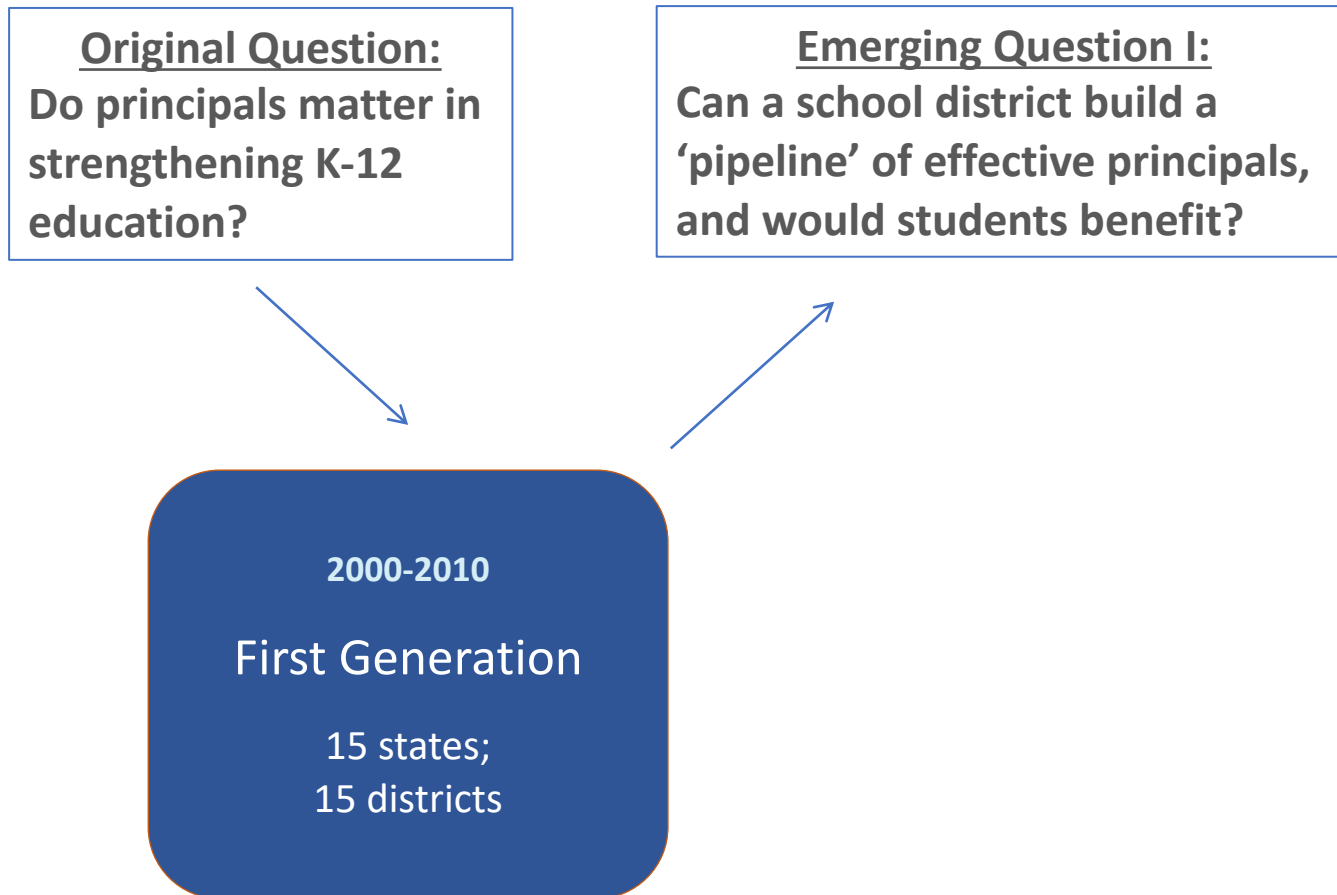 Original Question:
Do principals matter in
strengthening K-12
education?
Emerging Question I:
Can a school district build a
‘pipeline’ of effective principals,
and would students benefit?
2000-2010
First Generation
15 states;
15 districts